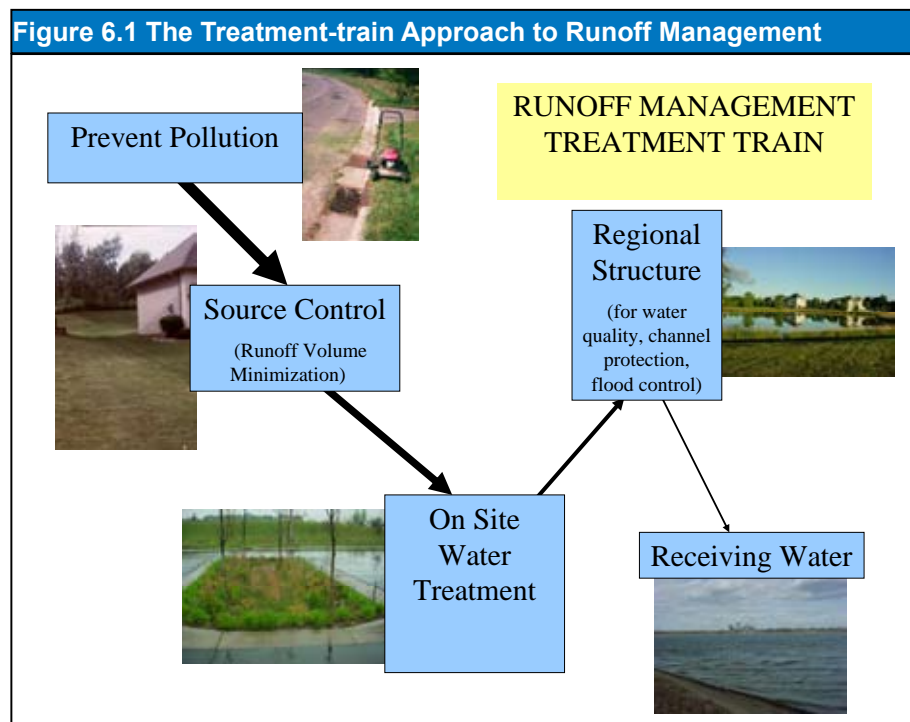 Figure 6.1 The Treatment-train Approach to Runoff Management
RUNOFF MANAGEMENT
TREATMENT TRAIN
Prevent Pollution
Source Control
(Runoff Volume
Minimization)
On Site
Water
Treatment
Regional
Structure
(for water
quality, channel
protection,
flood control)
Receiving Water